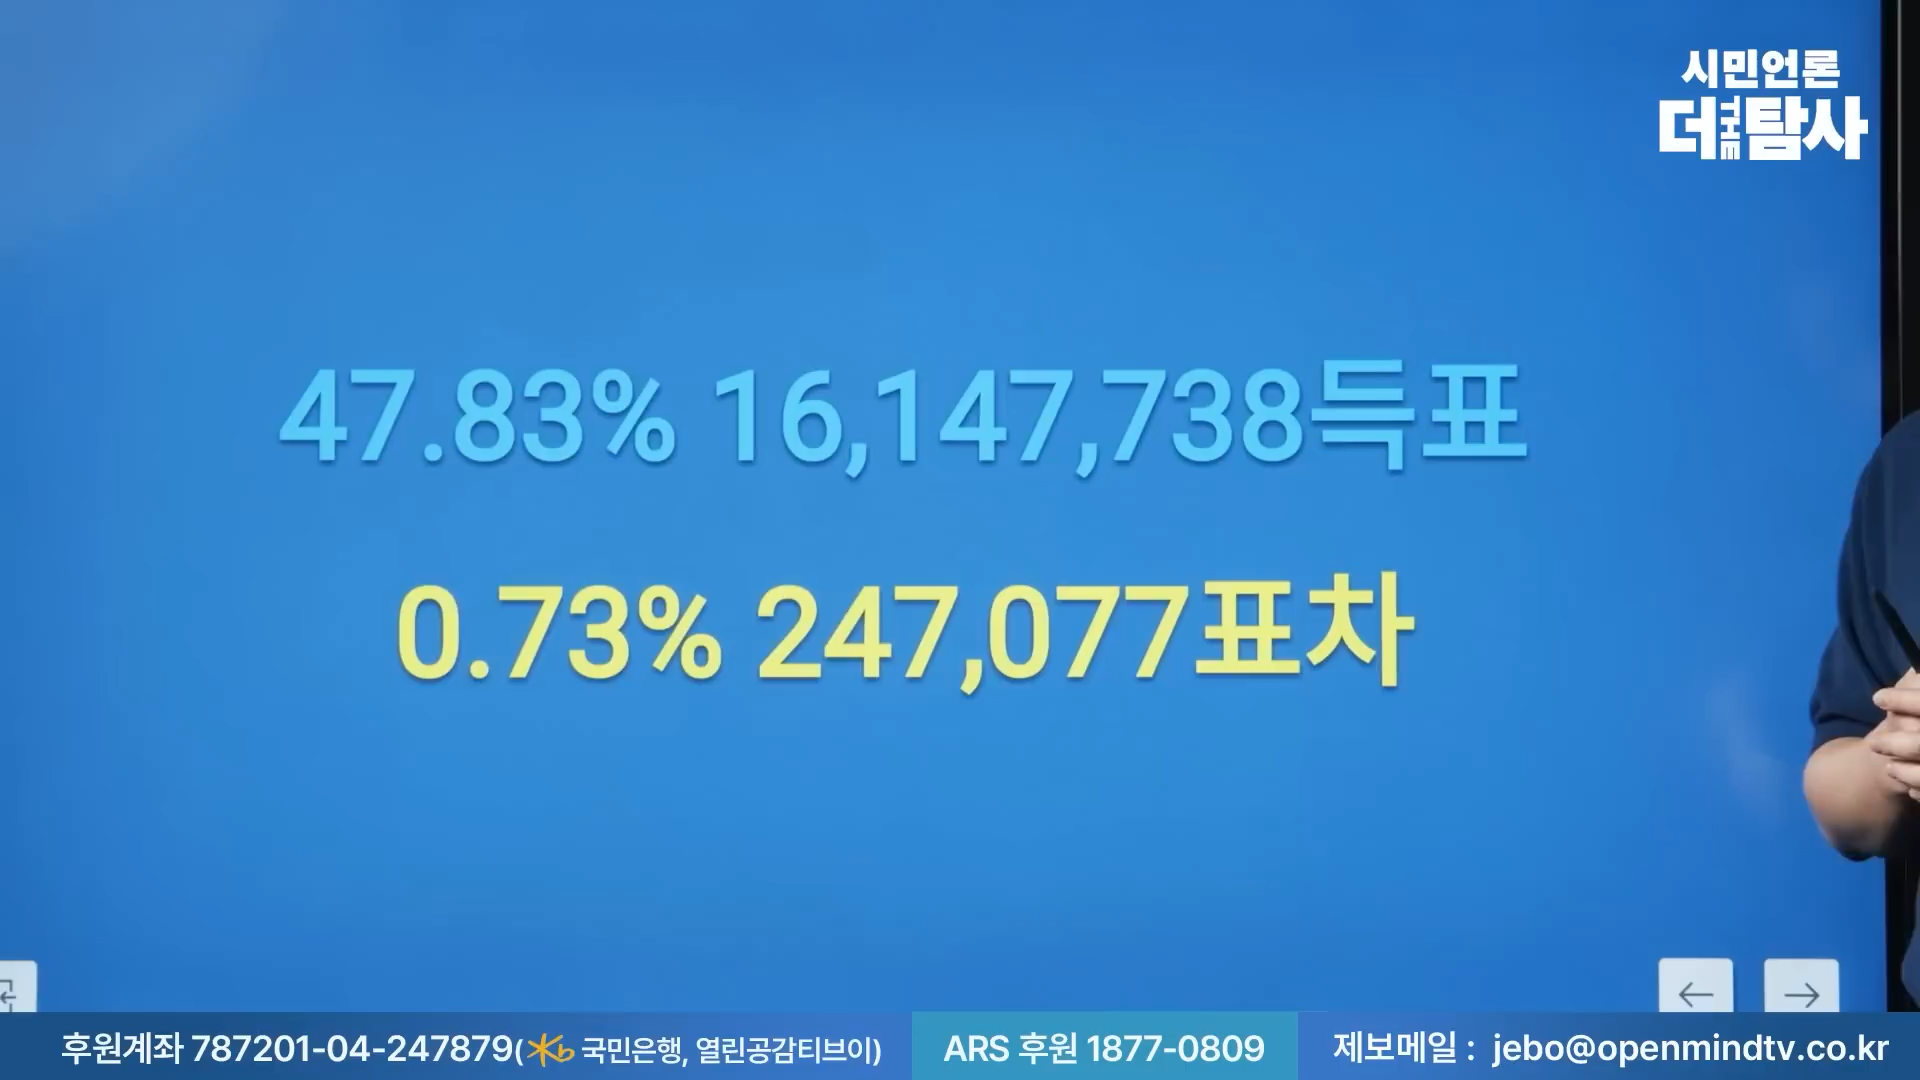 시민언론
더탐사
47.83% 16,147,738득표
0.73% 247,077표차
후원계좌 787201-04-247879(Kb 국민은행, 열린공감티브이)
ARS 후원 1877-0809
제보메일 : jebo@openmindtv.co.kr